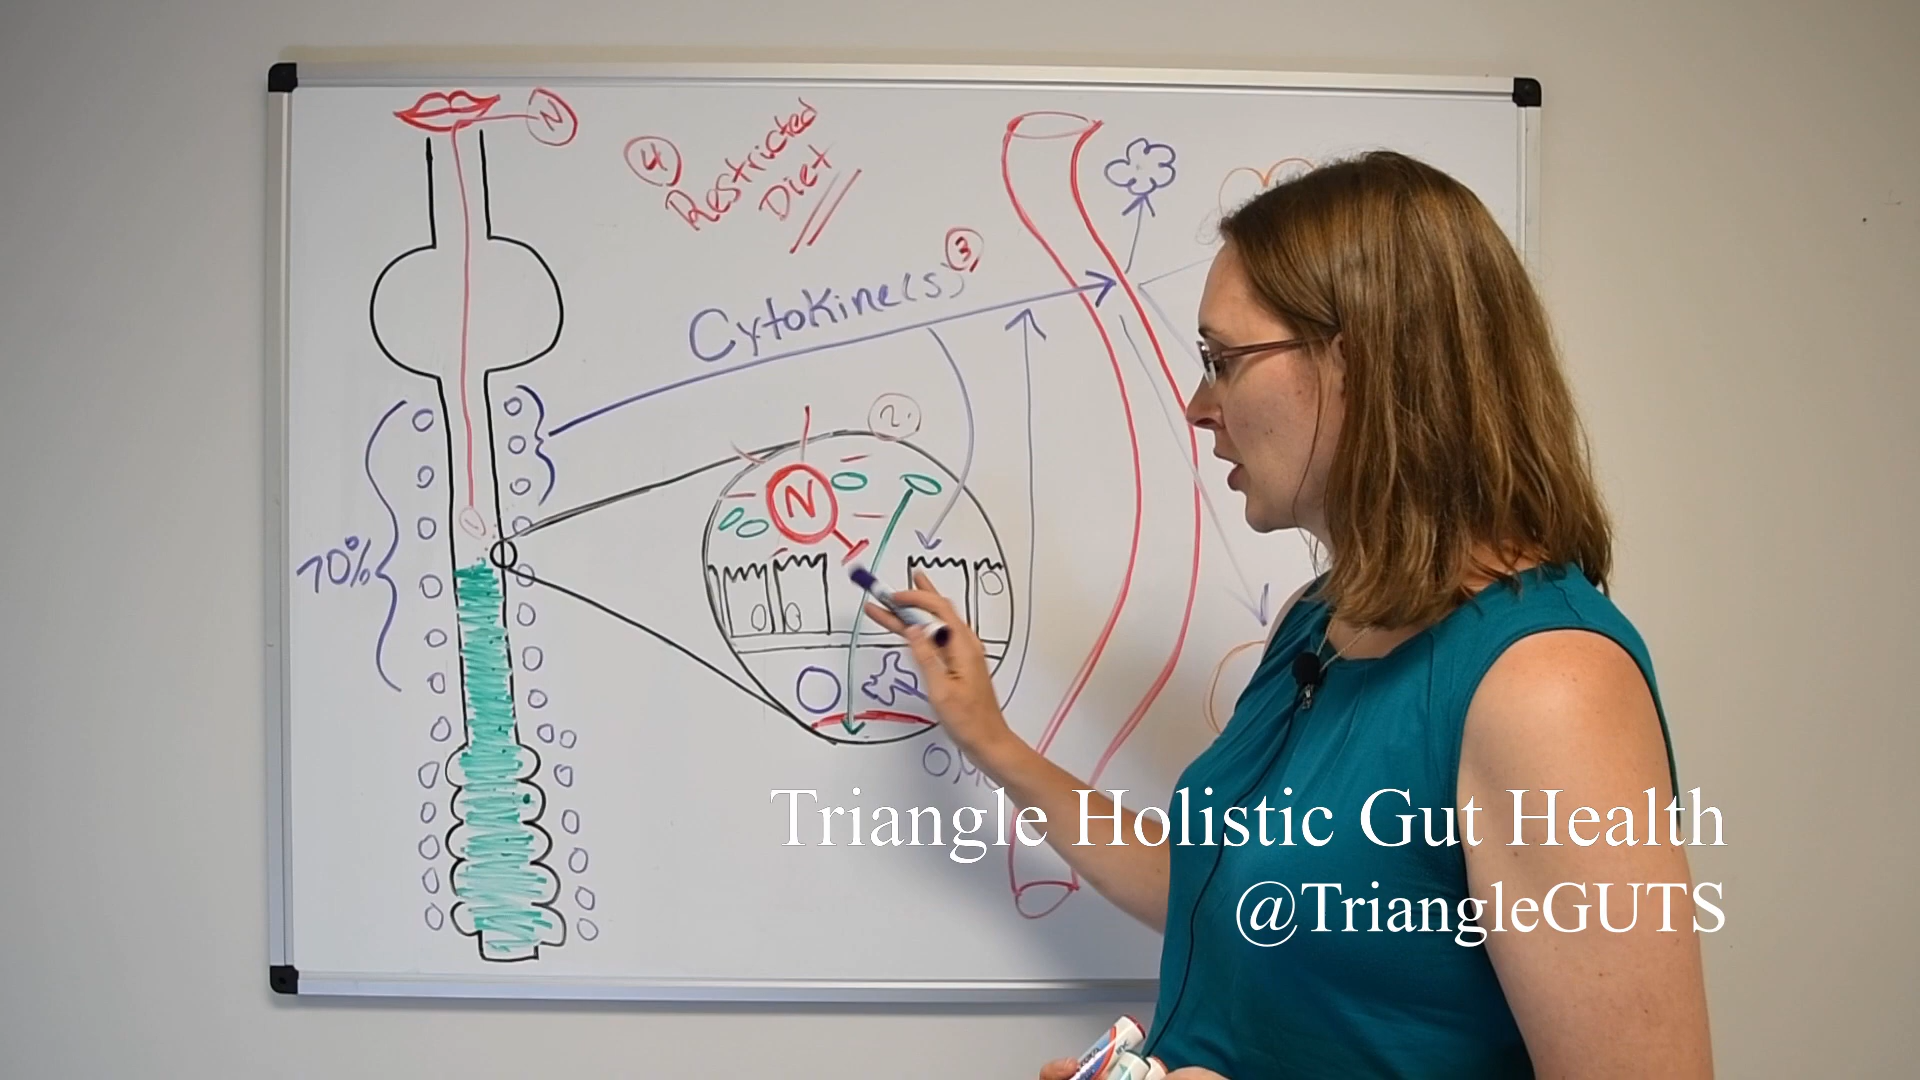 N
4
Restricted
Diet
3
Cytokine(s)
2.
N
70%
Triangle Holistic Gut Health
@TriangleGUTS